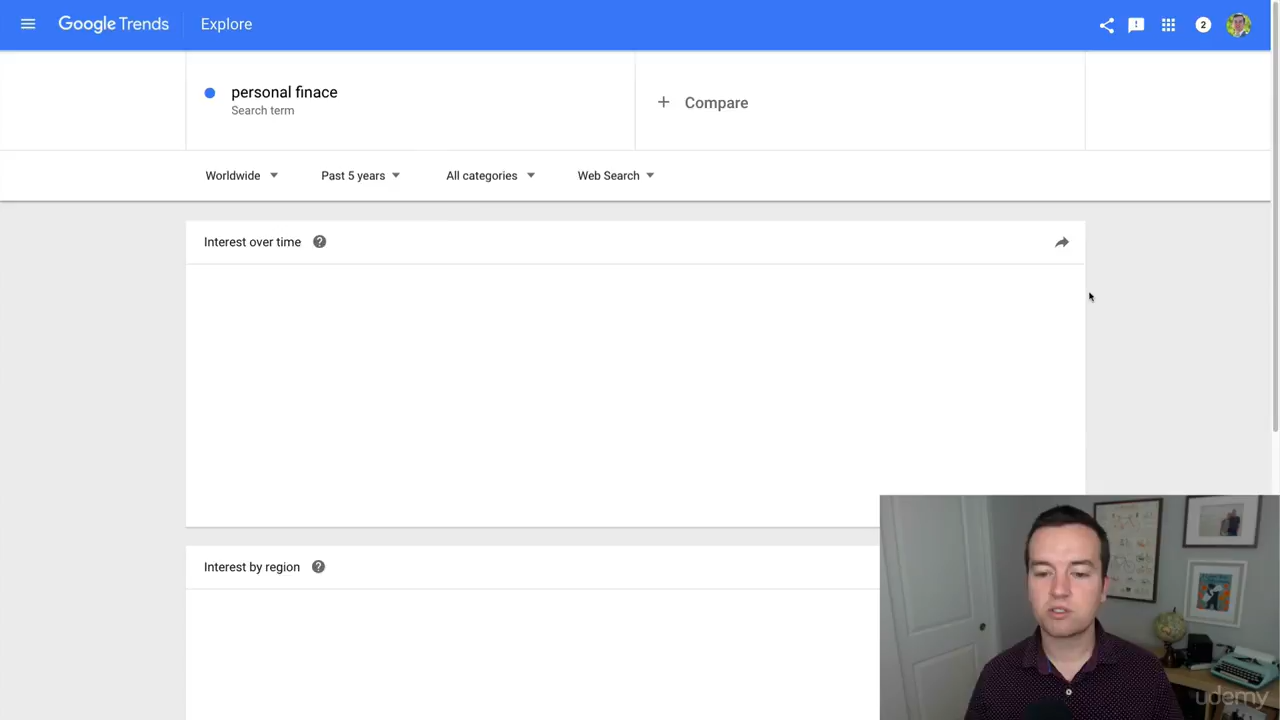 Google Trends
Explore
2
personal finace
Search term
+ Compare
Worldwide
Past 5 years
All categories
Web Search
Interest over time
Interest by region
udemy